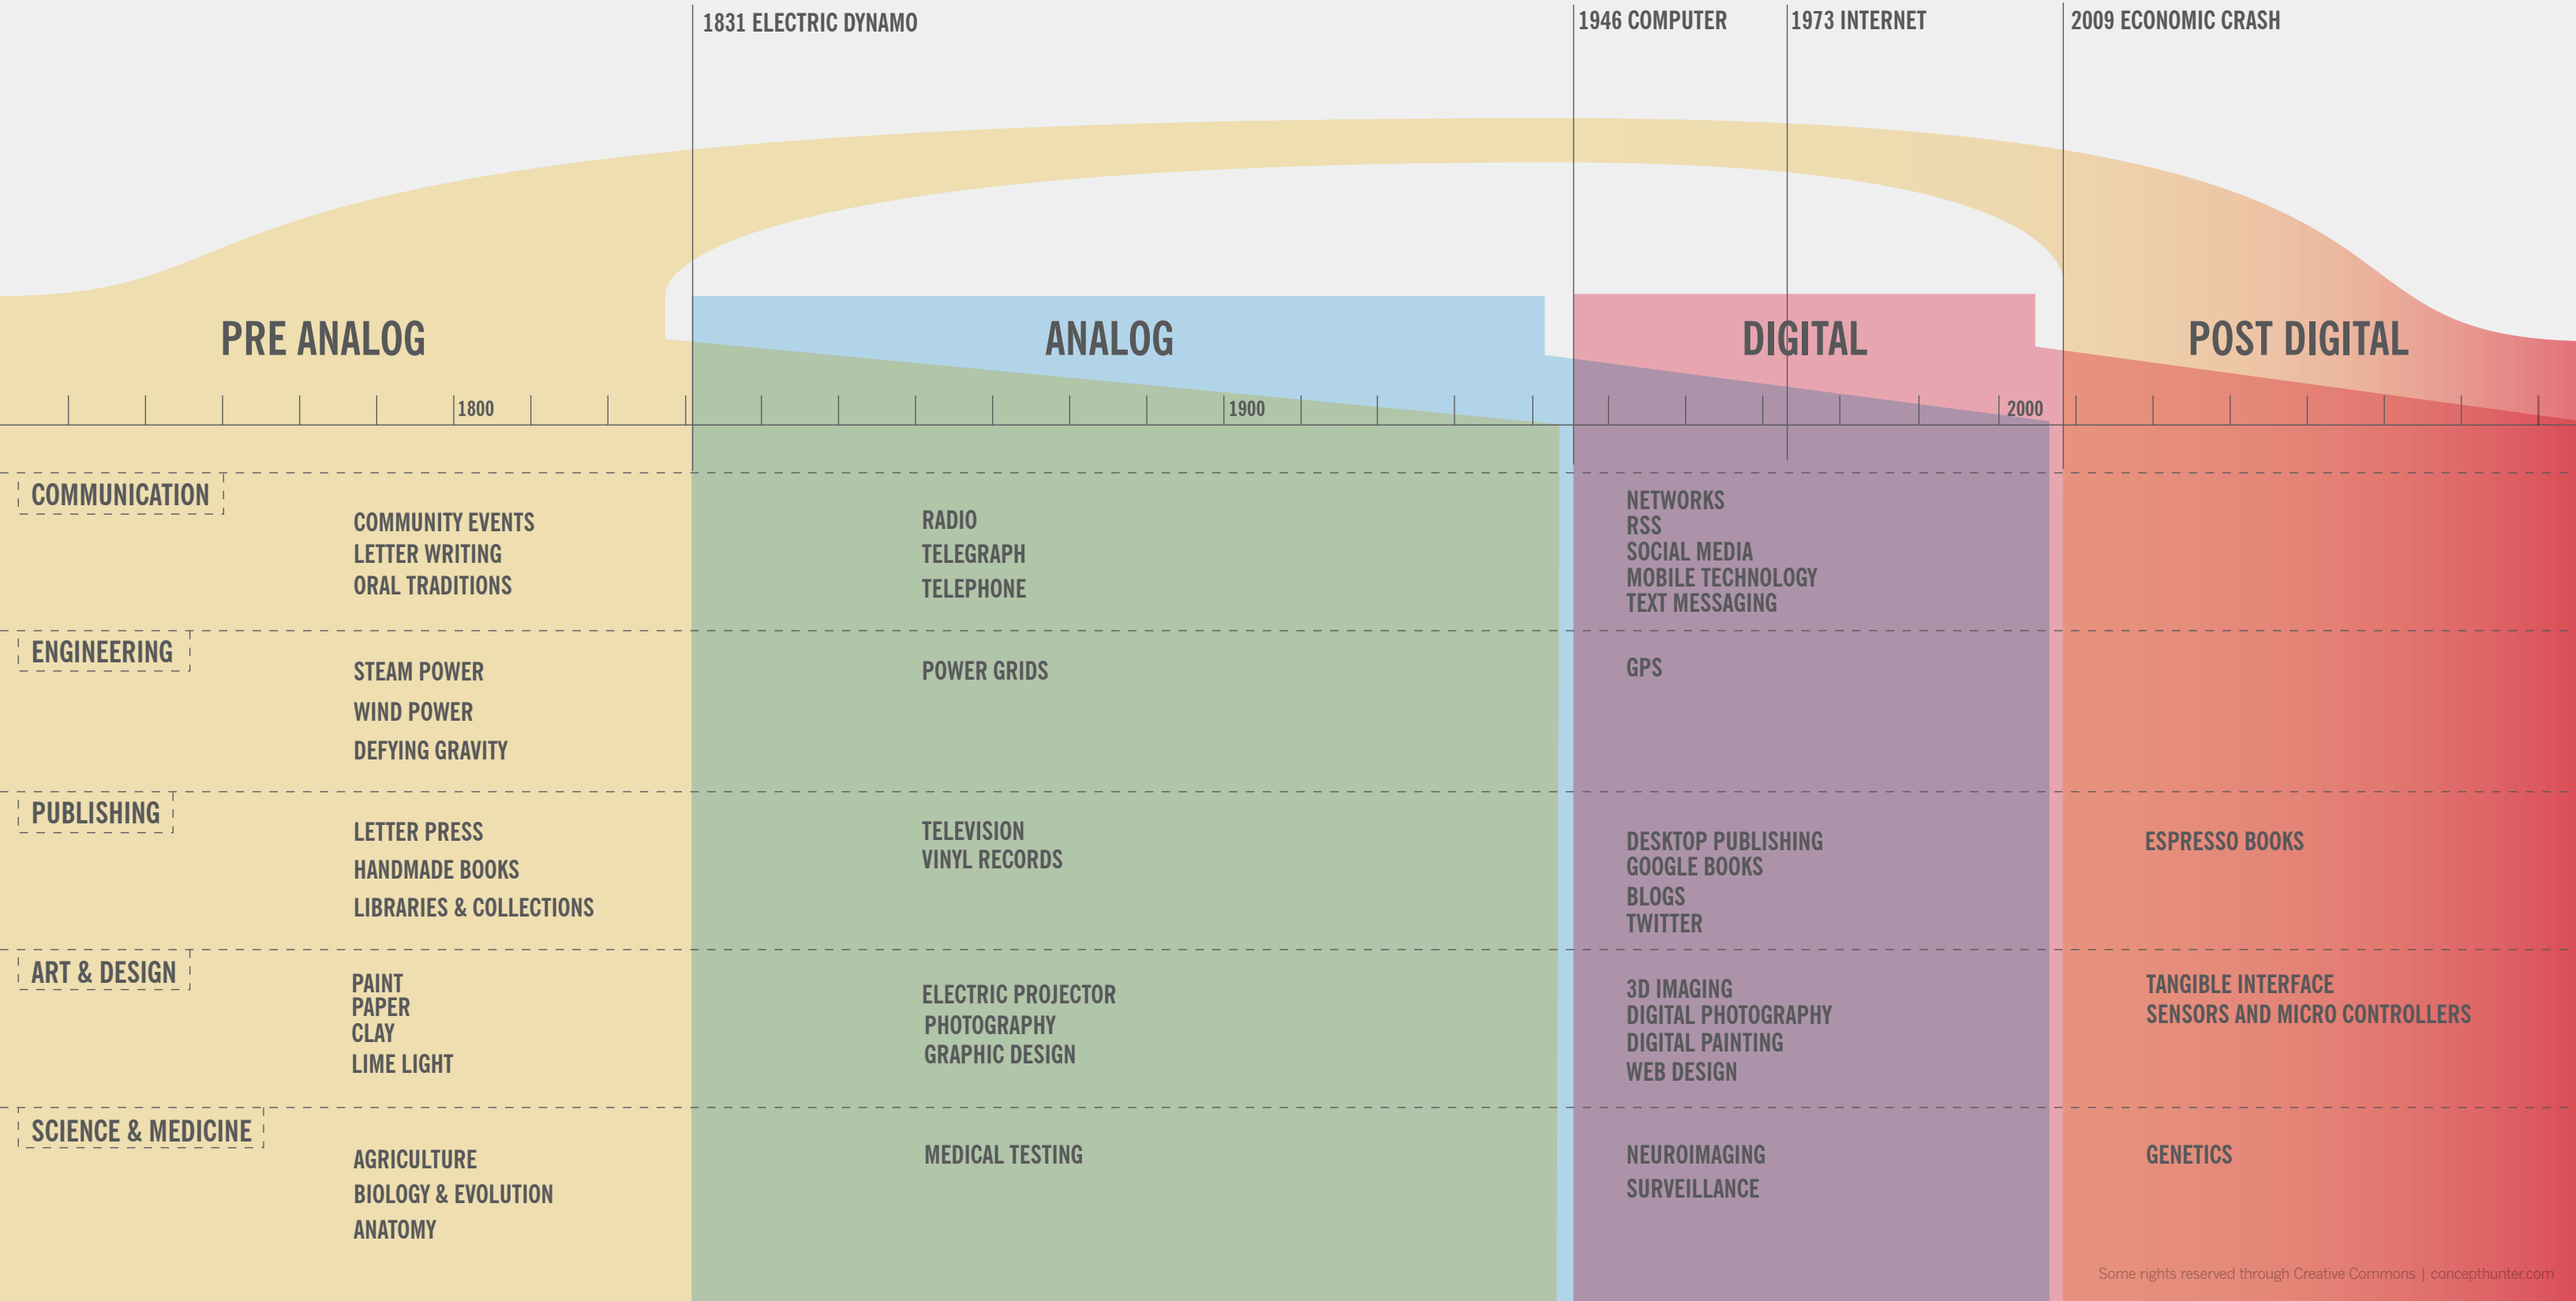 1831 ELECTRIC DYNAMO
1946 COMPUTER
1973 INTERNET
2009 ECONOMIC CRASH
PRE ANALOG
ANALOG
DIGITAL
POST DIGITAL
1800
1900
2000
COMMUNICATION
COMMUNITY EVENTS
LETTER WRITING
ORAL TRADITIONS
RADIO
TELEGRAPH
TELEPHONE
NETWORKS
RSS
SOCIAL MEDIA
MOBILE TECHNOLOGY
TEXT MESSAGING
ENGINEERING
STEAM POWER
WIND POWER
DEFYING GRAVITY
POWER GRIDS
GPS
PUBLISHING
LETTER PRESS
HANDMADE BOOKS
LIBRARIES & COLLECTIONS
TELEVISION
VINYL RECORDS
DESKTOP PUBLISHING
GOOGLE BOOKS
BLOGS
TWITTER
ESPRESSO BOOKS
ART & DESIGN
PAINT
PAPER
CLAY
LIME LIGHT
ELECTRIC PROJECTOR
PHOTOGRAPHY
GRAPHIC DESIGN
3D IMAGING
DIGITAL PHOTOGRAPHY
DIGITAL PAINTING
WEB DESIGN
TANGIBLE INTERFACE
SENSORS AND MICRO CONTROLLERS
SCIENCE & MEDICINE
AGRICULTURE
BIOLOGY & EVOLUTION
ANATOMY
MEDICAL TESTING
NEUROIMAGING
SURVEILLANCE
GENETICS
Some rights reserved through Creative Commons | concepthunter.com